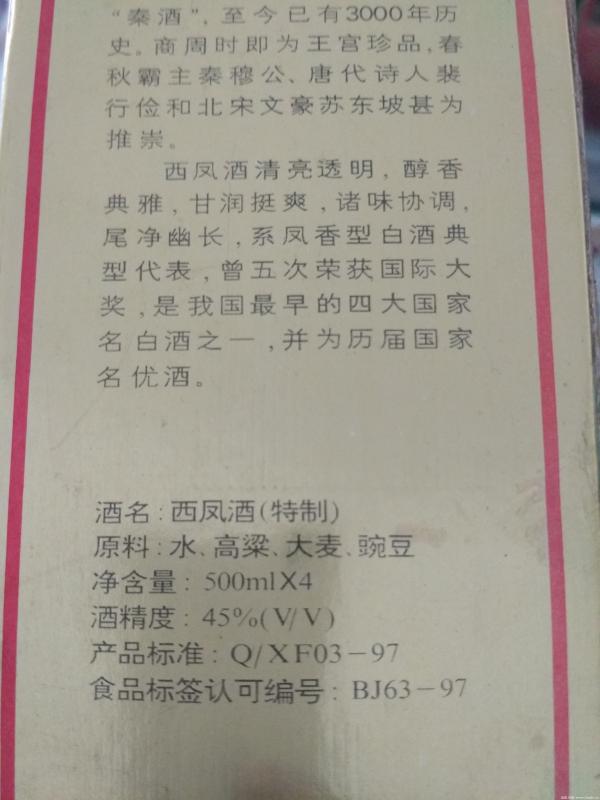 “秦酒”,至今已有3000年历
史。商周时即为王宫珍品,春
秋霸主秦穆公、唐代诗人裴
行俭和北宋文豪苏东坡甚为
推崇。
西凤酒清亮透明,醇香
典雅,甘润挺爽,诸味协调,
尾净幽长,系凤香型白酒典
型代表,曾五次荣获国际大
奖,是我国最早的四大国家
名白酒之一,并为历届国家
名优酒。
酒名:西凤酒(特制)
原料:水、高粱、大麦、豌豆
净含量:500mlX4
酒精度:45%(V/V)
产品标准:Q/XF03-97
食品标签认可编号:BJ63-97